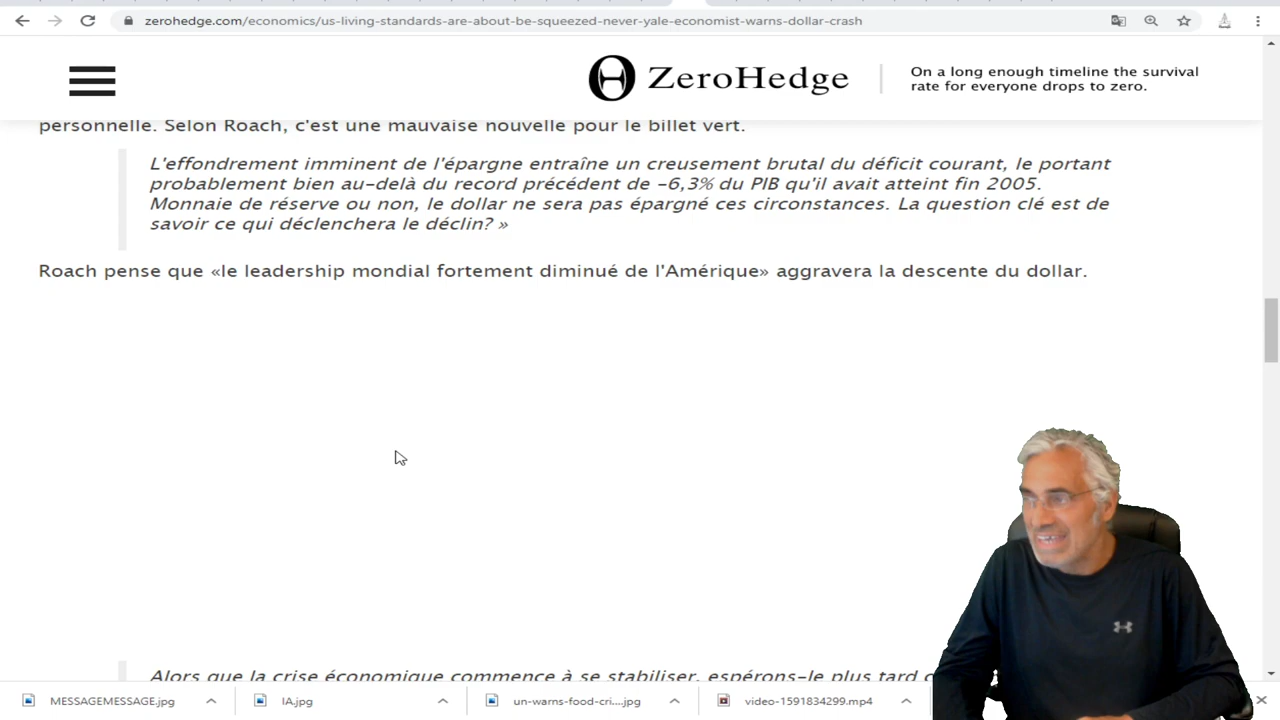 zerohedge.com/economics/us-living-standards-are-about-be-squeezed-never-yale-economist-warns-dollar-crash
ZeroHedge
On a long enough timeline the survival
rate for everyone drops to zero.
personnelle. Selon Roach, c'est une mauvaise nouvelle pour le billet vert.
L'effondrement imminent de l'épargne entraîne un creusement brutal du déficit courant, le portant
probablement bien au-delà du record précédent de -6,3% du PIB qu'il avait atteint fin 2005.
Monnaie de réserve ou non, le dollar ne sera pas épargné ces circonstances. La question clé est de
savoir ce qui déclenchera le déclin? »
Roach pense que «le leadership mondial fortement diminué de l'Amérique» aggravera la descente du dollar.
Alors que la crise économique commence à se stabiliser, espérons-le plus tard
MESSAGEMESSAGE.jpg
IA.jpg
un-warns-food-cri....jpg
video-1591834299.mp4